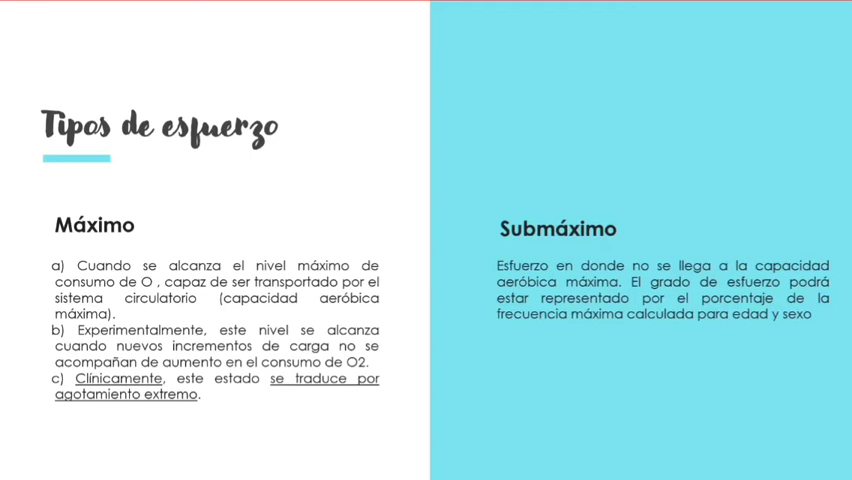 Tipos de esfuerzo
Máximo
a) Cuando se alcanza el nivel máximo de
consumo de O , capaz de ser transportado por el
sistema circulatorio (capacidad aeróbica
máxima).
b) Experimentalmente, este nivel se alcanza
cuando nuevos incrementos de carga no se
acompañan de aumento en el consumo de O2.
c) Clínicamente, este estado se traduce por
agotamiento extremo.
Submáximo
Esfuerzo en donde no se llega a la capacidad
aeróbica máxima. El grado de esfuerzo podrá
estar representado por el porcentaje de la
frecuencia máxima calculada para edad y sexo